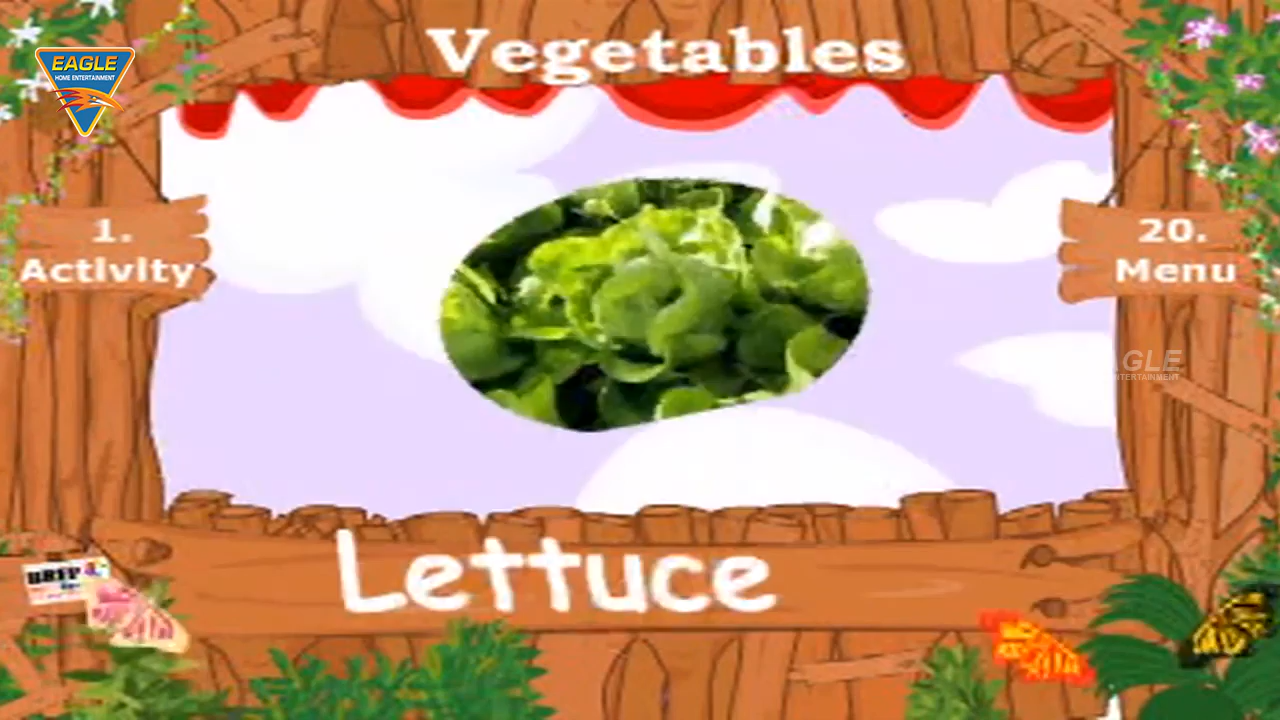 Vegetables
EAGLE
HOME ENTERTAINMENT
1.
Activity
20.
Menu
Lettuce